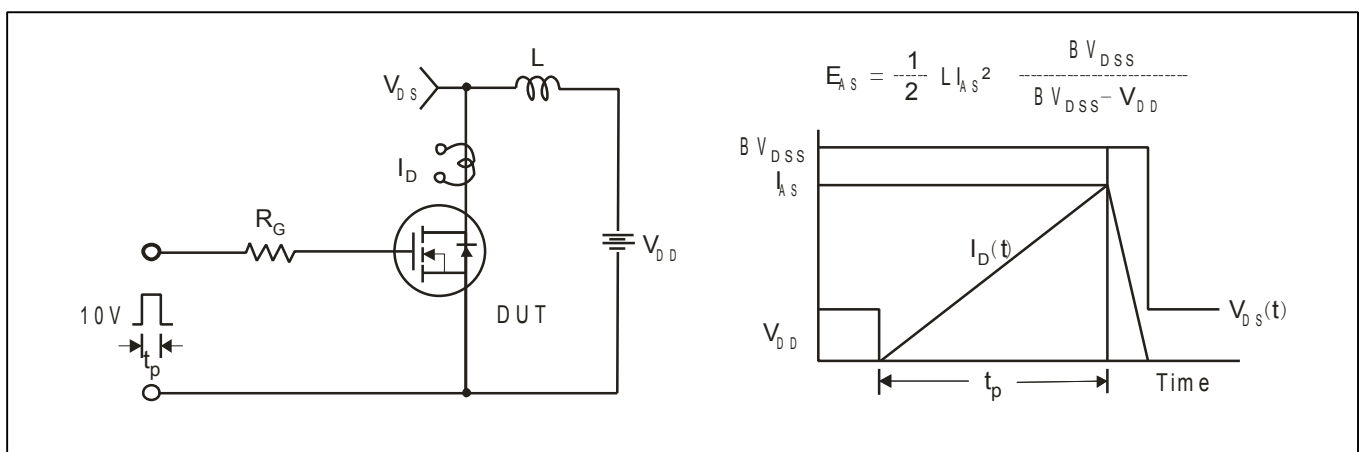 L
V_DS
I_D
R_G
V_DD
10V
DUT
t_p
E_AS = 1/2 L I_AS² BV_DSS / (BV_DSS − V_DD)
BV_DSS
I_AS
I_D(t)
V_DS(t)
V_DD
t_p
Time